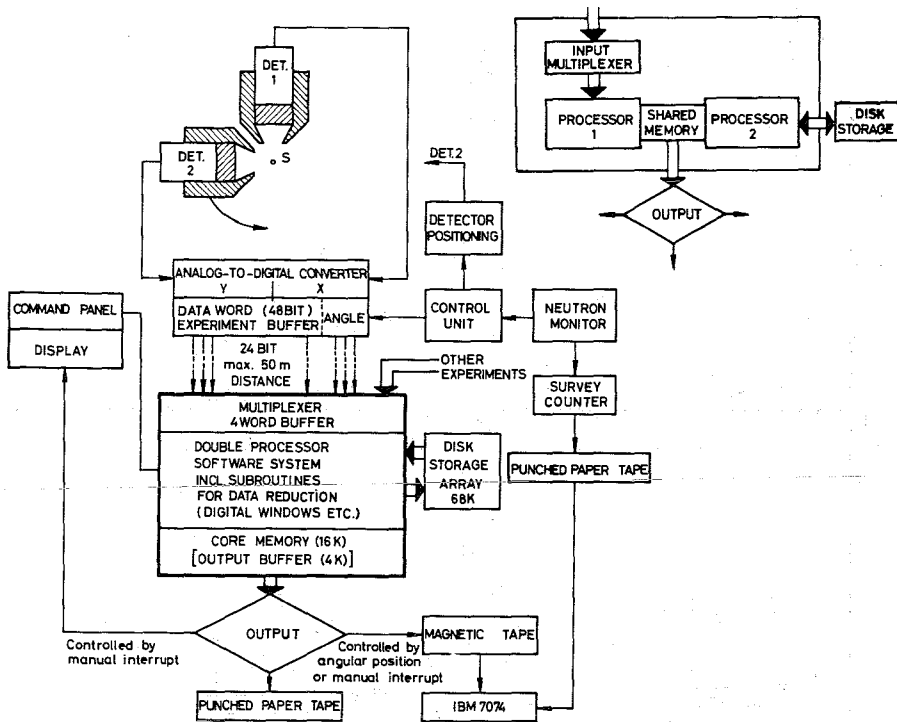 DET.
1
DET.
2
S
DET.2
DETECTOR
POSITIONING
INPUT
MULTIPLEXER
PROCESSOR
1
SHARED
MEMORY
PROCESSOR
2
DISK
STORAGE
OUTPUT
ANALOG-TO-DIGITAL CONVERTER
Y X
DATA WORD (48BIT)
EXPERIMENT BUFFER
ANGLE
CONTROL
UNIT
NEUTRON
MONITOR
COMMAND PANEL
DISPLAY
24 BIT
max. 50 m
DISTANCE
OTHER
EXPERIMENTS
SURVEY
COUNTER
MULTIPLEXER
4 WORD BUFFER
DOUBLE PROCESSOR
SOFTWARE SYSTEM
INCL SUBROUTINES
FOR DATA REDUCTION
(DIGITAL WINDOWS ETC.)
DISK
STORAGE
ARRAY
68K
PUNCHED PAPER TAPE
CORE MEMORY (16K)
[OUTPUT BUFFER (4K)]
OUTPUT
Controlled by
manual interrupt
MAGNETIC TAPE
Controlled by
angular position
or manual interrupt
PUNCHED PAPER TAPE
IBM 7074